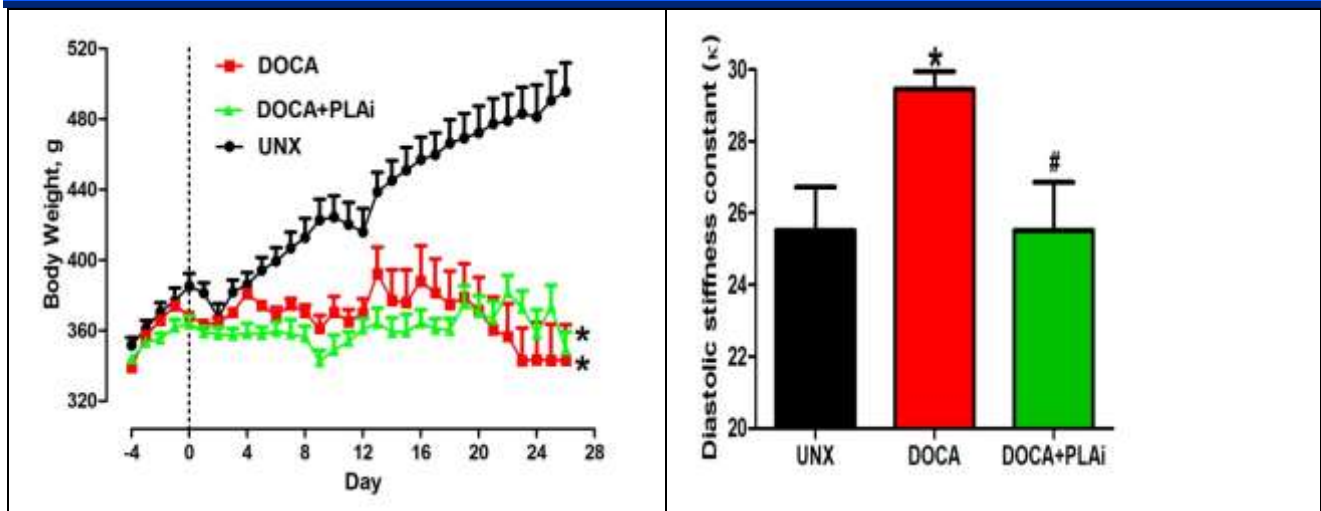 520
480
440
400
360
320
Body Weight, g
DOCA
DOCA+PLAi
UNX
*
*
-4 0 4 8 12 16 20 24 28
Day
Diastolic stiffness constant (κ)
30
28
26
24
22
20
*
#
UNX DOCA DOCA+PLAi